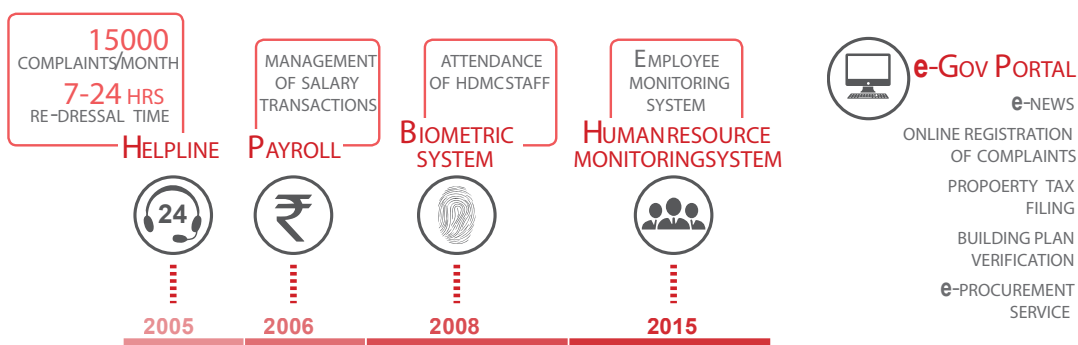 15000
COMPLAINTS/MONTH
7-24 HRS
RE-DRESSAL TIME
HELPLINE
24
2005
MANAGEMENT
OF SALARY
TRANSACTIONS
PAYROLL
₹
2006
ATTENDANCE
OF HDMCSTAFF
BIOMETRIC
SYSTEM
2008
EMPLOYEE
MONITORING
SYSTEM
HUMANRESOURCE
MONITORINGSYSTEM
2015
e-GOV PORTAL
e-NEWS
ONLINE REGISTRATION
OF COMPLAINTS
PROPOERTY TAX
FILING
BUILDING PLAN
VERIFICATION
e-PROCUREMENT
SERVICE